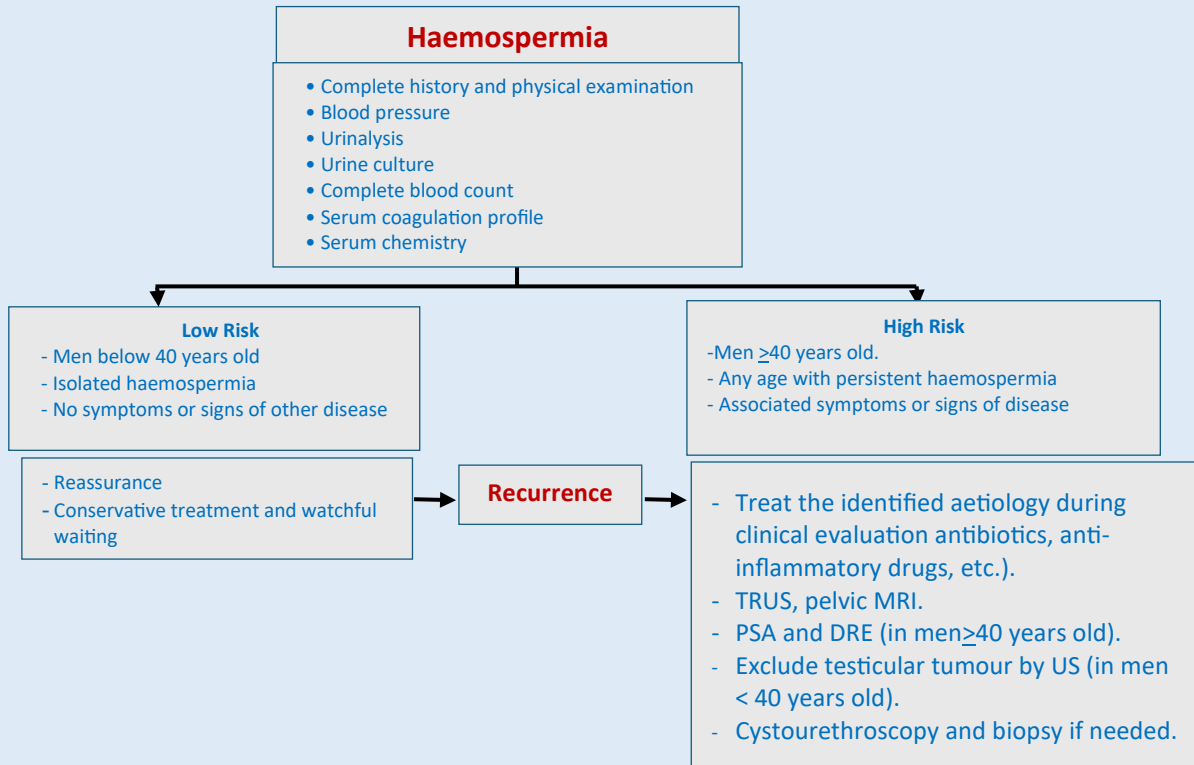 Haemospermia
• Complete history and physical examination
• Blood pressure
• Urinalysis
• Urine culture
• Complete blood count
• Serum coagulation profile
• Serum chemistry
Low Risk
- Men below 40 years old
- Isolated haemospermia
- No symptoms or signs of other disease
High Risk
-Men ≥40 years old.
- Any age with persistent haemospermia
- Associated symptoms or signs of disease
- Reassurance
- Conservative treatment and watchful
waiting
Recurrence
- Treat the identified aetiology during
clinical evaluation antibiotics, anti-
inflammatory drugs, etc.).
- TRUS, pelvic MRI.
- PSA and DRE (in men≥40 years old).
- Exclude testicular tumour by US (in men
< 40 years old).
- Cystourethroscopy and biopsy if needed.